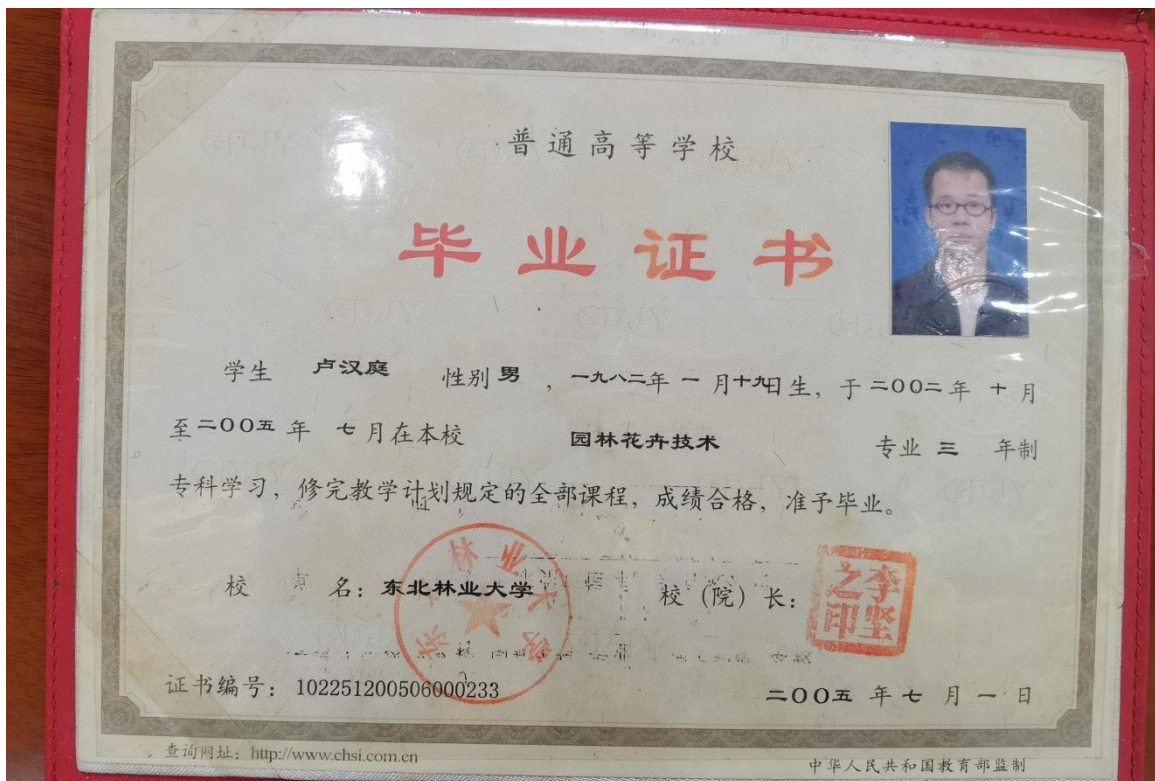 普通高等学校
毕业证书
学生 卢汉庭 性别 男 ，一九八二年 一 月十九日生，于 二00二 年 十 月
至 二00五 年 七 月在本校 园林花卉技术 专业 三 年制
专科学习，修完教学计划规定的全部课程，成绩合格，准予毕业。
校 名：东北林业大学 校（院）长：
李坚之印
东北林业大学
证书编号：102251200506000233 二00五 年 七 月 一 日
查询网址：http://www.chsi.com.cn 中华人民共和国教育部监制